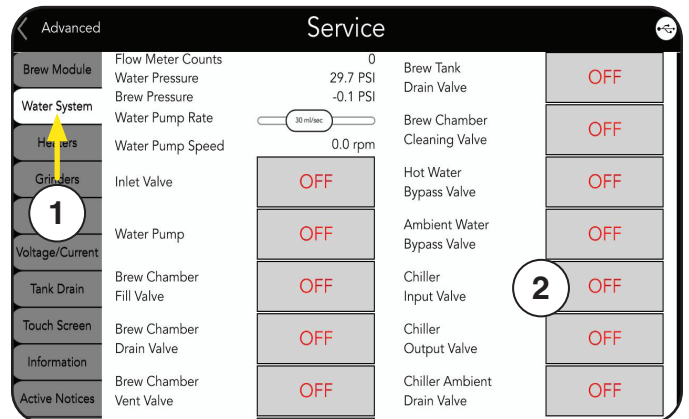 Advanced
Service
Brew Module
Water System
Heaters
Grinders
1
Voltage/Current
Tank Drain
Touch Screen
Information
Active Notices
Flow Meter Counts 0
Water Pressure 29.7 PSI
Brew Pressure -0.1 PSI
Water Pump Rate 30 ml/sec
Water Pump Speed 0.0 rpm
Inlet Valve OFF
Water Pump OFF
Brew Chamber
Fill Valve OFF
Brew Chamber
Drain Valve OFF
Brew Chamber
Vent Valve OFF
Brew Tank
Drain Valve OFF
Brew Chamber
Cleaning Valve OFF
Hot Water
Bypass Valve OFF
Ambient Water
Bypass Valve OFF
Chiller
Input Valve 2 OFF
Chiller
Output Valve OFF
Chiller Ambient
Drain Valve OFF